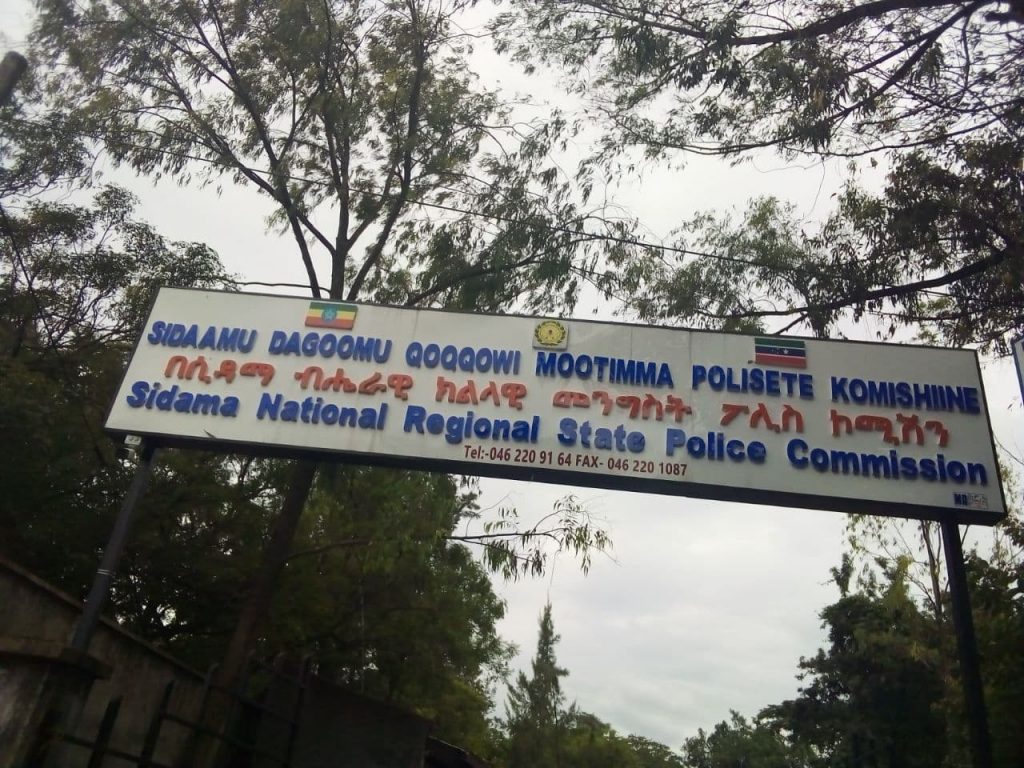 SIDAAMU DAGOOMU QOQQOWI MOOTIMMA POLISETE KOMISHIINE
በሲዳማ ብሔራዊ ክልላዊ መንግስት ፖሊስ ኮሚሽን
Sidama National Regional State Police Commission
Tel:-046 220 91 64 FAX- 046 220 1087